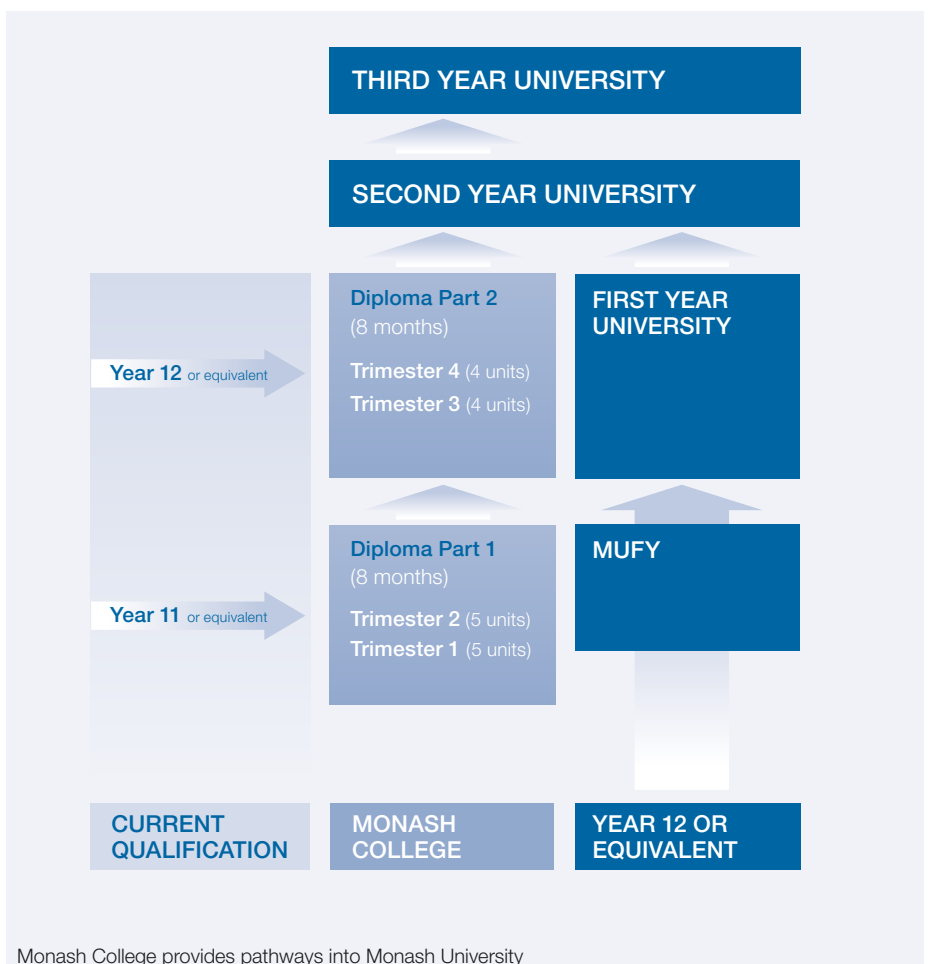 THIRD YEAR UNIVERSITY
SECOND YEAR UNIVERSITY
Diploma Part 2
(8 months)
Trimester 4 (4 units)
Trimester 3 (4 units)
FIRST YEAR
UNIVERSITY
Year 12 or equivalent
Diploma Part 1
(8 months)
Trimester 2 (5 units)
Trimester 1 (5 units)
MUFY
Year 11 or equivalent
CURRENT
QUALIFICATION
MONASH
COLLEGE
YEAR 12 OR
EQUIVALENT
Monash College provides pathways into Monash University